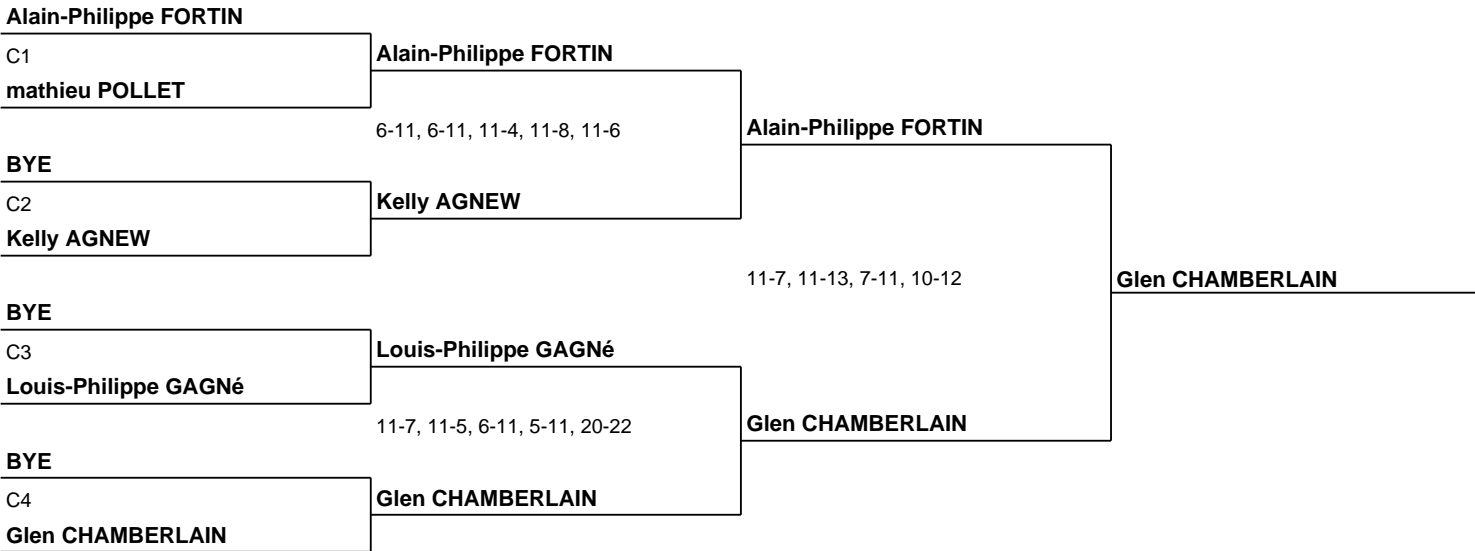 Alain-Philippe FORTIN
C1
Alain-Philippe FORTIN
mathieu POLLET
6-11, 6-11, 11-4, 11-8, 11-6
Alain-Philippe FORTIN
BYE
C2
Kelly AGNEW
Kelly AGNEW
11-7, 11-13, 7-11, 10-12
Glen CHAMBERLAIN
BYE
C3
Louis-Philippe GAGNé
Louis-Philippe GAGNé
11-7, 11-5, 6-11, 5-11, 20-22
Glen CHAMBERLAIN
BYE
C4
Glen CHAMBERLAIN
Glen CHAMBERLAIN